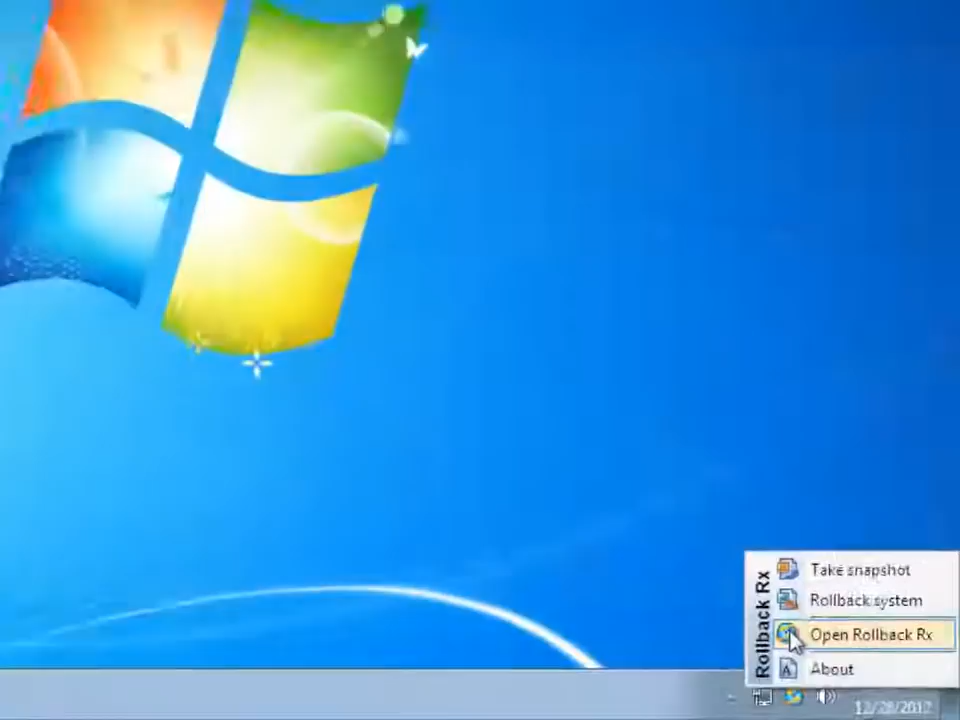 Rollback Rx
Take snapshot
Rollback system
Open Rollback Rx
About
12/28/2012